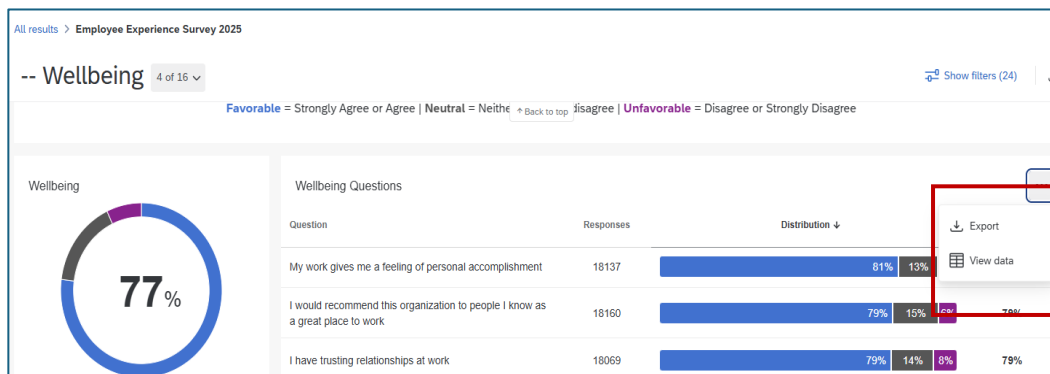 All results > Employee Experience Survey 2025
-- Wellbeing 4 of 16
Show filters (24)
Favorable = Strongly Agree or Agree | Neutral = Neithe disagree | Unfavorable = Disagree or Strongly Disagree
↑ Back to top
Wellbeing
77%
Wellbeing Questions
Question Responses Distribution ↓
Export
View data
My work gives me a feeling of personal accomplishment 18137 81% 13%
I would recommend this organization to people I know as
a great place to work
18160 79% 15% 6% 79%
I have trusting relationships at work 18069 79% 14% 8% 79%